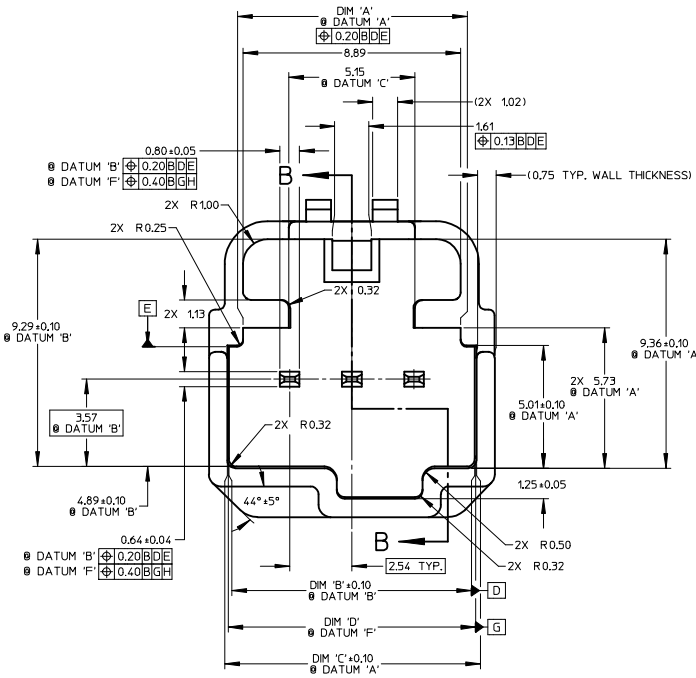 DIM 'A'
@ DATUM 'A'
⌖ 0.20 B D E
8.89
5.15
@ DATUM 'C'
(2X 1.02)
1.61
⌖ 0.13 B D E
0.80±0.05
@ DATUM 'B' ⌖ 0.20 B D E
@ DATUM 'F' ⌖ 0.40 B G H
B
(0.75 TYP. WALL THICKNESS)
2X R1.00
2X R0.25
2X 0.32
E
2X 1.13
9.29±0.10
@ DATUM 'B'
9.36±0.10
@ DATUM 'A'
2X 5.73
@ DATUM 'A'
5.01±0.10
@ DATUM 'A'
3.57
@ DATUM 'B'
2X R0.32
4.89±0.10
@ DATUM 'B'
44°±5°
1.25±0.05
0.64±0.04
@ DATUM 'B' ⌖ 0.20 B D E
@ DATUM 'F' ⌖ 0.40 B G H
B
2X R0.50
2X R0.32
2.54 TYP.
DIM 'B'±0.10
@ DATUM 'B'
D
DIM 'D'
@ DATUM 'F'
G
DIM 'C'±0.10
@ DATUM 'A'